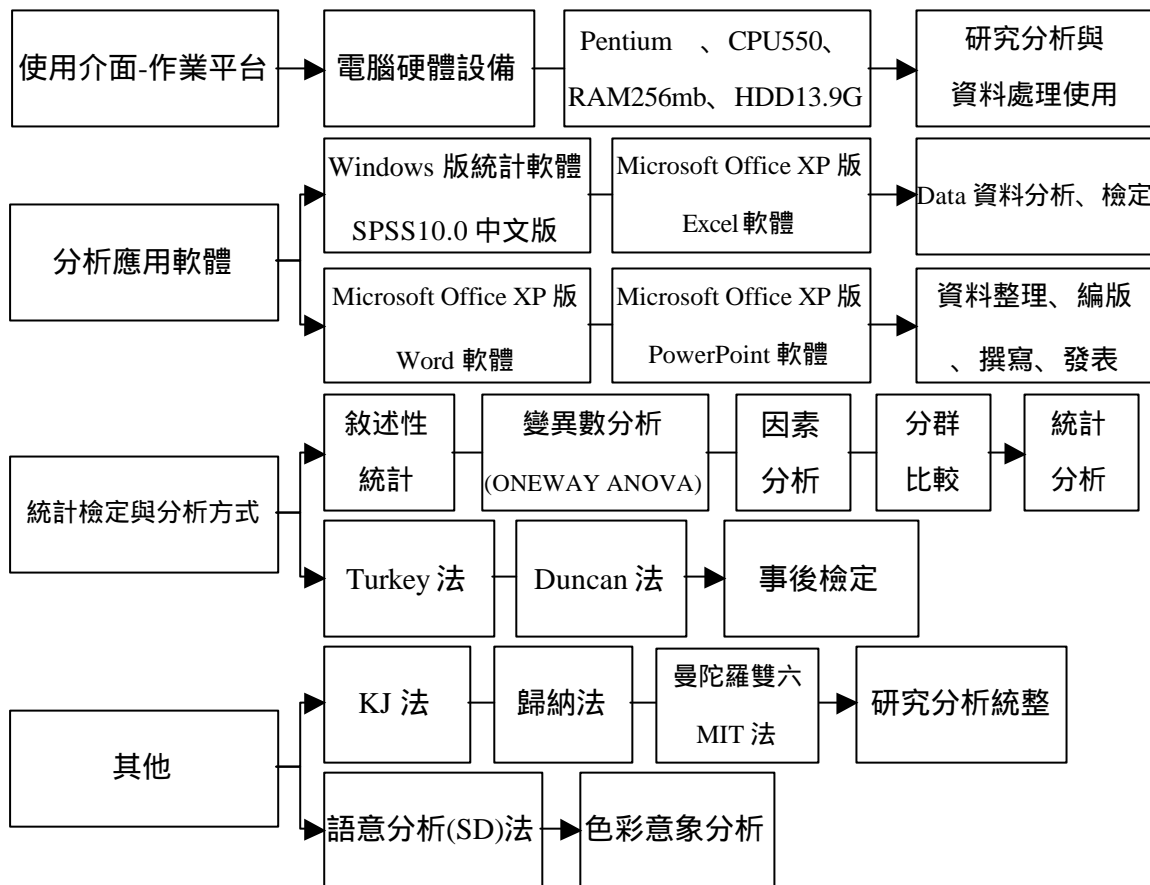 使用介面-作業平台
電腦硬體設備
Pentium 、CPU550、
RAM256mb、HDD13.9G
研究分析與
資料處理使用
分析應用軟體
Windows 版統計軟體
SPSS10.0 中文版
Microsoft Office XP 版
Excel 軟體
Data 資料分析、檢定
Microsoft Office XP 版
Word 軟體
Microsoft Office XP 版
PowerPoint 軟體
資料整理、編版
、撰寫、發表
統計檢定與分析方式
敘述性
統計
變異數分析
(ONEWAY ANOVA)
因素
分析
分群
比較
統計
分析
Turkey 法
Duncan 法
事後檢定
其他
KJ 法
歸納法
曼陀羅雙六
MIT 法
研究分析統整
語意分析(SD)法
色彩意象分析